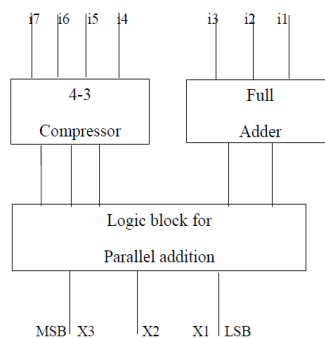 i7 i6 i5 i4 i3 i2 i1
4-3
Compressor
Full
Adder
Logic block for
Parallel addition
MSB X3 X2 X1 LSB